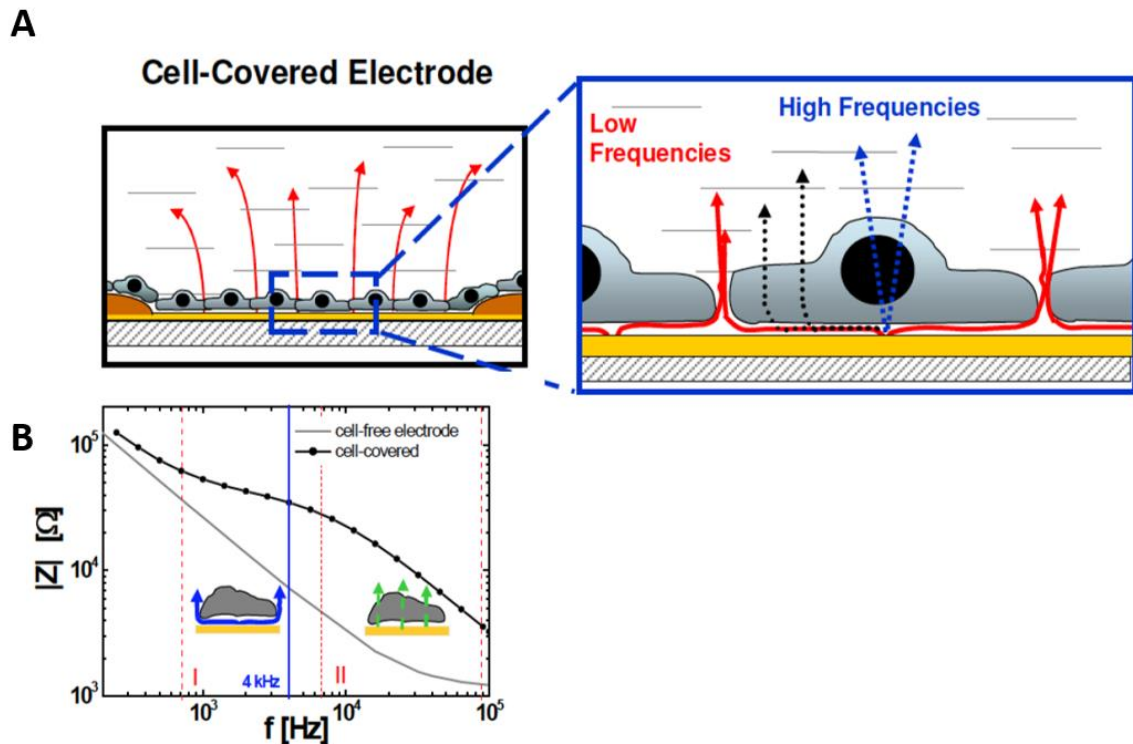 A
Cell-Covered Electrode
Low
Frequencies
High Frequencies
B
cell-free electrode
cell-covered
10^5
10^4
10^3
|Z| [Ω]
I
4 kHz
II
10^3
10^4
10^5
f [Hz]